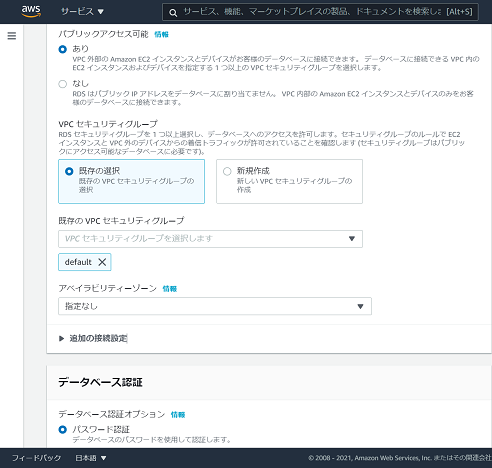 aws
サービス ▼
サービス、機能、マーケットプレイスの製品、ドキュメントを検索しま [Alt+S]
パブリックアクセス可能 情報
あり
VPC 外部の Amazon EC2 インスタンスとデバイスがお客様のデータベースに接続できます。 データベースに接続できる VPC 内の
EC2 インスタンスおよびデバイスを指定する 1 つ以上の VPC セキュリティグループを選択します。
なし
RDS はパブリック IP アドレスをデータベースに割り当てません。 VPC 内部の Amazon EC2 インスタンスとデバイスのみをお客
様のデータベースに接続できます。
VPC セキュリティグループ
RDS セキュリティグループを 1 つ以上選択し、データベースへのアクセスを許可します。セキュリティグループのルールで EC2
インスタンスと VPC 外のデバイスからの着信トラフィックが許可されていることを確認します (セキュリティグループはパブリッ
クにアクセス可能なデータベースに必要です)。
既存の選択
既存の VPC セキュリティグループの
選択
新規作成
新しい VPC セキュリティグループの
作成
既存の VPC セキュリティグループ
VPC セキュリティグループを選択します
default
アベイラビリティーゾーン 情報
指定なし
追加の接続設定
データベース認証
データベース認証オプション 情報
パスワード認証
データベースのパスワードを使用して認証します。
フィードバック 日本語 ▼ © 2008 - 2021, Amazon Web Services, Inc. またはその関連会社